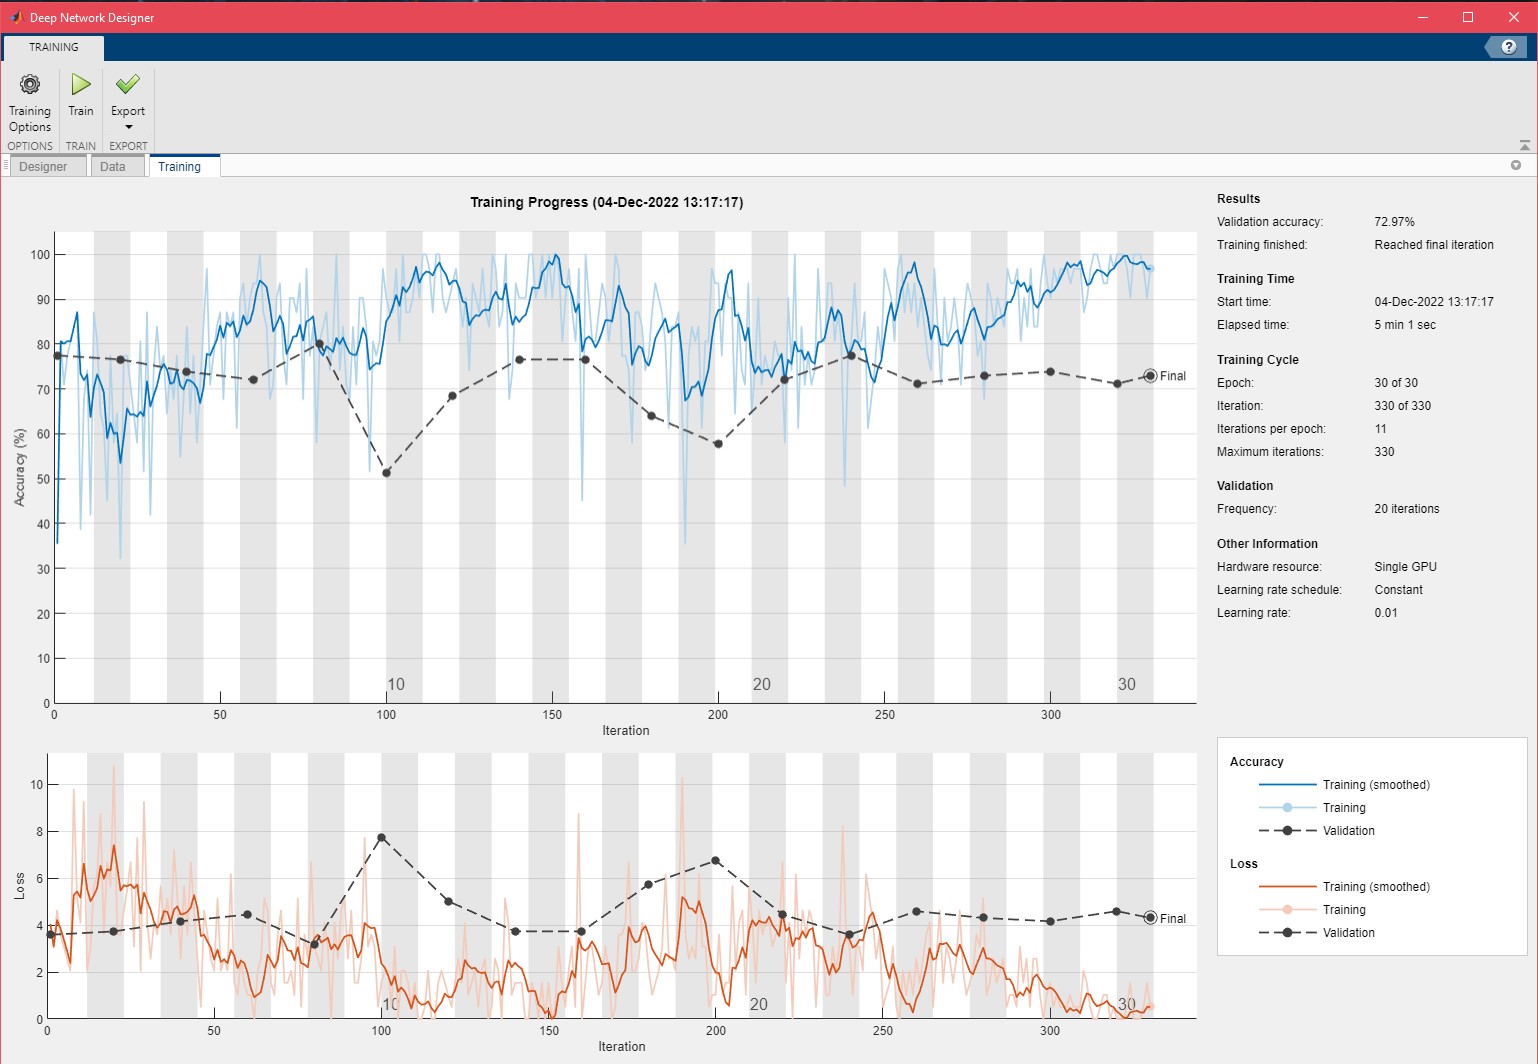 Deep Network Designer
TRAINING
?
Training Options
Train
Export
OPTIONS
TRAIN
EXPORT
Designer
Data
Training
Training Progress (04-Dec-2022 13:17:17)
Accuracy (%)
100
90
80
70
60
50
40
30
20
10
0
Final
10
20
30
0 50 100 150 200 250 300
Iteration
Loss
10
8
6
4
2
0
Final
10
20
30
0 50 100 150 200 250 300
Iteration
Results
Validation accuracy: 72.97%
Training finished: Reached final iteration
Training Time
Start time: 04-Dec-2022 13:17:17
Elapsed time: 5 min 1 sec
Training Cycle
Epoch: 30 of 30
Iteration: 330 of 330
Iterations per epoch: 11
Maximum iterations: 330
Validation
Frequency: 20 iterations
Other Information
Hardware resource: Single GPU
Learning rate schedule: Constant
Learning rate: 0.01
Accuracy
Training (smoothed)
Training
Validation
Loss
Training (smoothed)
Training
Validation